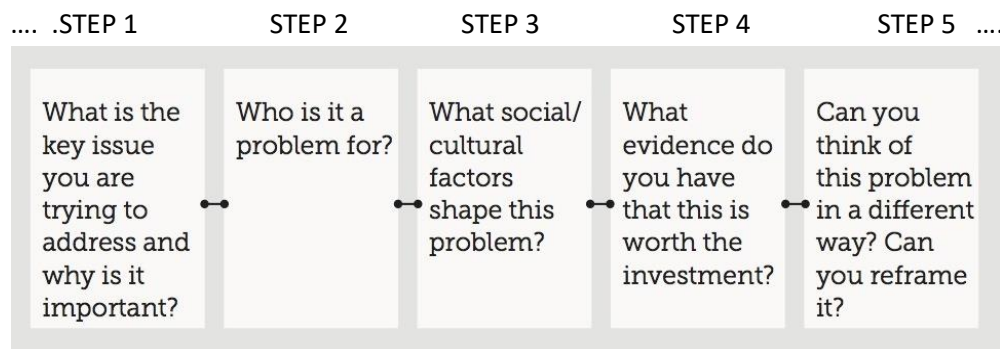 .... .STEP 1 STEP 2 STEP 3 STEP 4 STEP 5 ....
What is the
key issue
you are
trying to
address and
why is it
important?
Who is it a
problem for?
What social/
cultural
factors
shape this
problem?
What
evidence do
you have
that this is
worth the
investment?
Can you
think of
this problem
in a different
way? Can
you reframe
it?